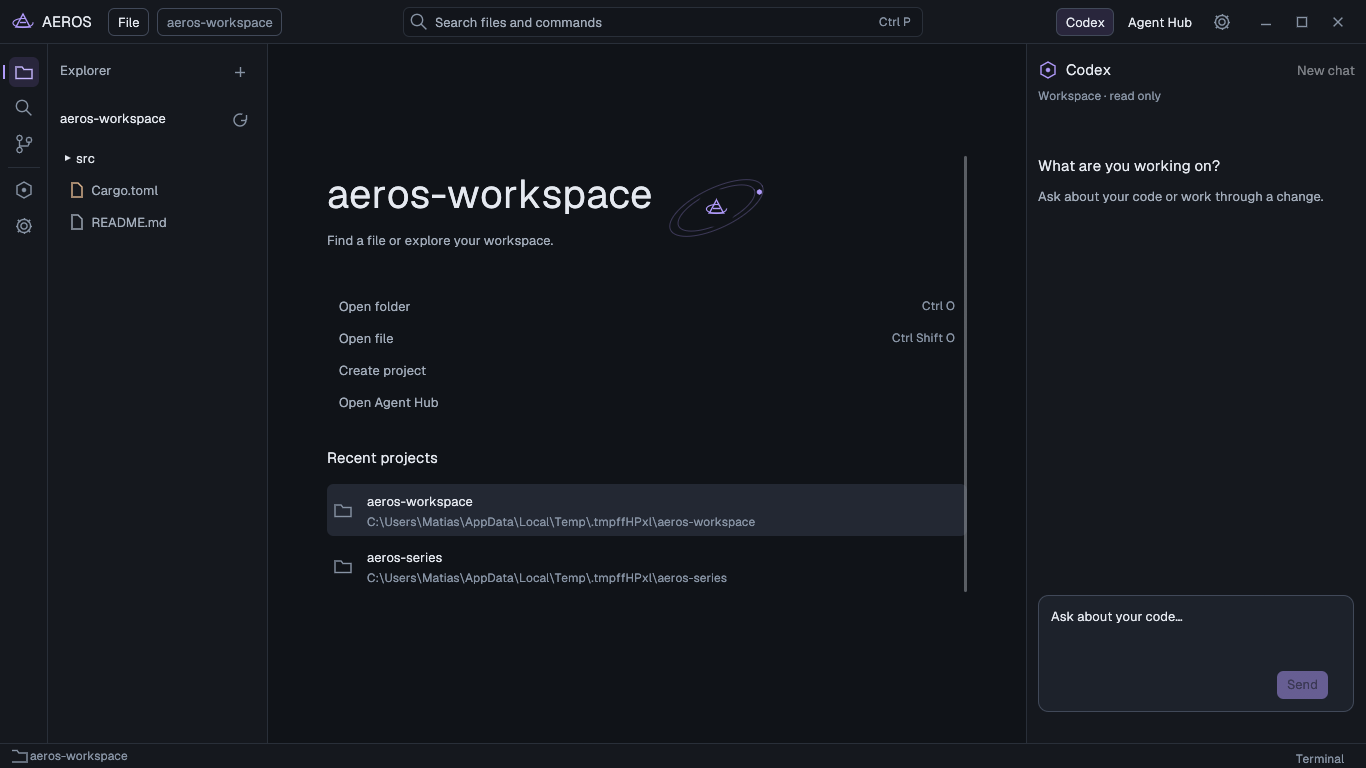 AEROS File aeros-workspace Search files and commands Ctrl P Codex Agent Hub
Explorer
aeros-workspace
src
Cargo.toml
README.md
aeros-workspace
Find a file or explore your workspace.
Open folder Ctrl O
Open file Ctrl Shift O
Create project
Open Agent Hub
Recent projects
aeros-workspace
C:\Users\Matias\AppData\Local\Temp\.tmpffHPxl\aeros-workspace
aeros-series
C:\Users\Matias\AppData\Local\Temp\.tmpffHPxl\aeros-series
Codex New chat
Workspace · read only
What are you working on?
Ask about your code or work through a change.
Ask about your code…
Send
aeros-workspace Terminal